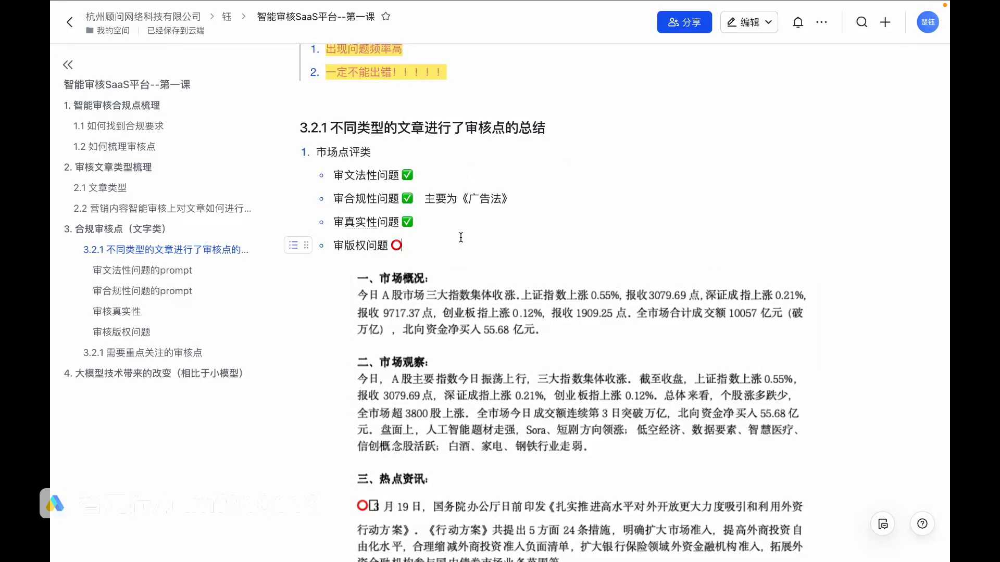 杭州顾问网络科技有限公司 > 钰 > 智能审核SaaS平台--第一课
我的空间 | 已经保存到云端
分享
编辑
楚钰
智能审核SaaS平台--第一课
1. 智能审核合规点梳理
1.1 如何找到合规要求
1.2 如何梳理审核点
2. 审核文章类型梳理
2.1 文章类型
2.2 营销内容智能审核上对文章如何进行...
3. 合规审核点（文字类）
3.2.1 不同类型的文章进行了审核点的...
审文法性问题的prompt
审合规性问题的prompt
审核真实性
审核版权问题
3.2.1 需要重点关注的审核点
4. 大模型技术带来的改变（相比于小模型）
1. 出现问题频率高
2. 一定不能出错！！！！！
3.2.1 不同类型的文章进行了审核点的总结
1. 市场点评类
审文法性问题 ✅
审合规性问题 ✅ 主要为《广告法》
审真实性问题 ✅
审版权问题 ⭕
一、市场概况:
今日 A 股市场三大指数集体收涨. 上证指数上涨 0.55%, 报收 3079.69 点, 深证成指上涨 0.21%,
报收 9717.37 点, 创业板指上涨 0.12%, 报收 1909.25 点. 全市场合计成交额 10057 亿元 (破
万亿) , 北向资金净买入 55.68 亿元.
二、市场观察:
今日, A 股主要指数今日振荡上行, 三大指数集体收涨. 截至收盘, 上证指数上涨 0.55%,
报收 3079.69 点, 深证成指上涨 0.21%, 创业板指上涨 0.12%. 总体来看, 个股涨多跌少,
全市场超 3800 股上涨. 全市场今日成交额连续第 3 日突破万亿, 北向资金净买入 55.68 亿
元. 盘面上, 人工智能题材走强, Sora、短剧方向领涨; 低空经济、数据要素、智慧医疗、
信创概念股活跃; 白酒、家电、钢铁行业走弱.
三、热点资讯:
⭕3 月 19 日, 国务院办公厅日前印发《扎实推进高水平对外开放更大力度吸引和利用外资
行动方案》. 《行动方案》共提出 5 方面 24 条措施, 明确扩大市场准入, 提高外商投资自
由化水平, 合理缩减外商投资准入负面清单, 扩大银行保险领域外资金融机构准入, 拓展外